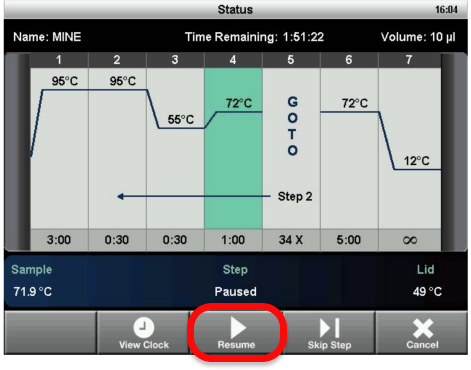 Status 16:04
Name: MINE Time Remaining: 1:51:22 Volume: 10 µl
1 2 3 4 5 6 7
95°C 95°C 55°C 72°C GOTO 72°C 12°C
Step 2
3:00 0:30 0:30 1:00 34 X 5:00 ∞
Sample Step Lid
71.9 °C Paused 49 °C
View Clock Resume Skip Step Cancel